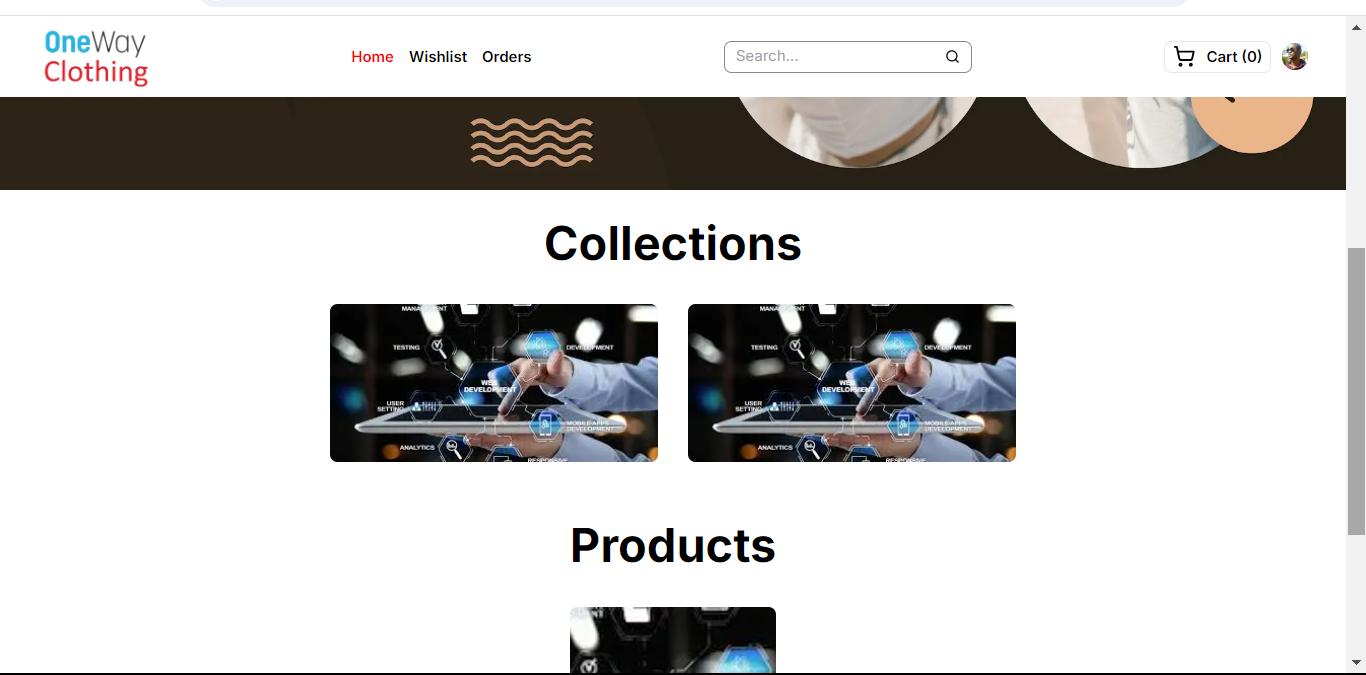 OneWay
Clothing
Home Wishlist Orders
Search...
Cart (0)
Collections
MANAGEMENT
TESTING
DEVELOPMENT
WEB
DEVELOPMENT
USER
SETTING
MOBILE APPS
DEVELOPMENT
ANALYTICS
RESPONSIVE
MANAGEMENT
TESTING
DEVELOPMENT
WEB
DEVELOPMENT
USER
SETTING
MOBILE APPS
DEVELOPMENT
ANALYTICS
RESPONSIVE
Products